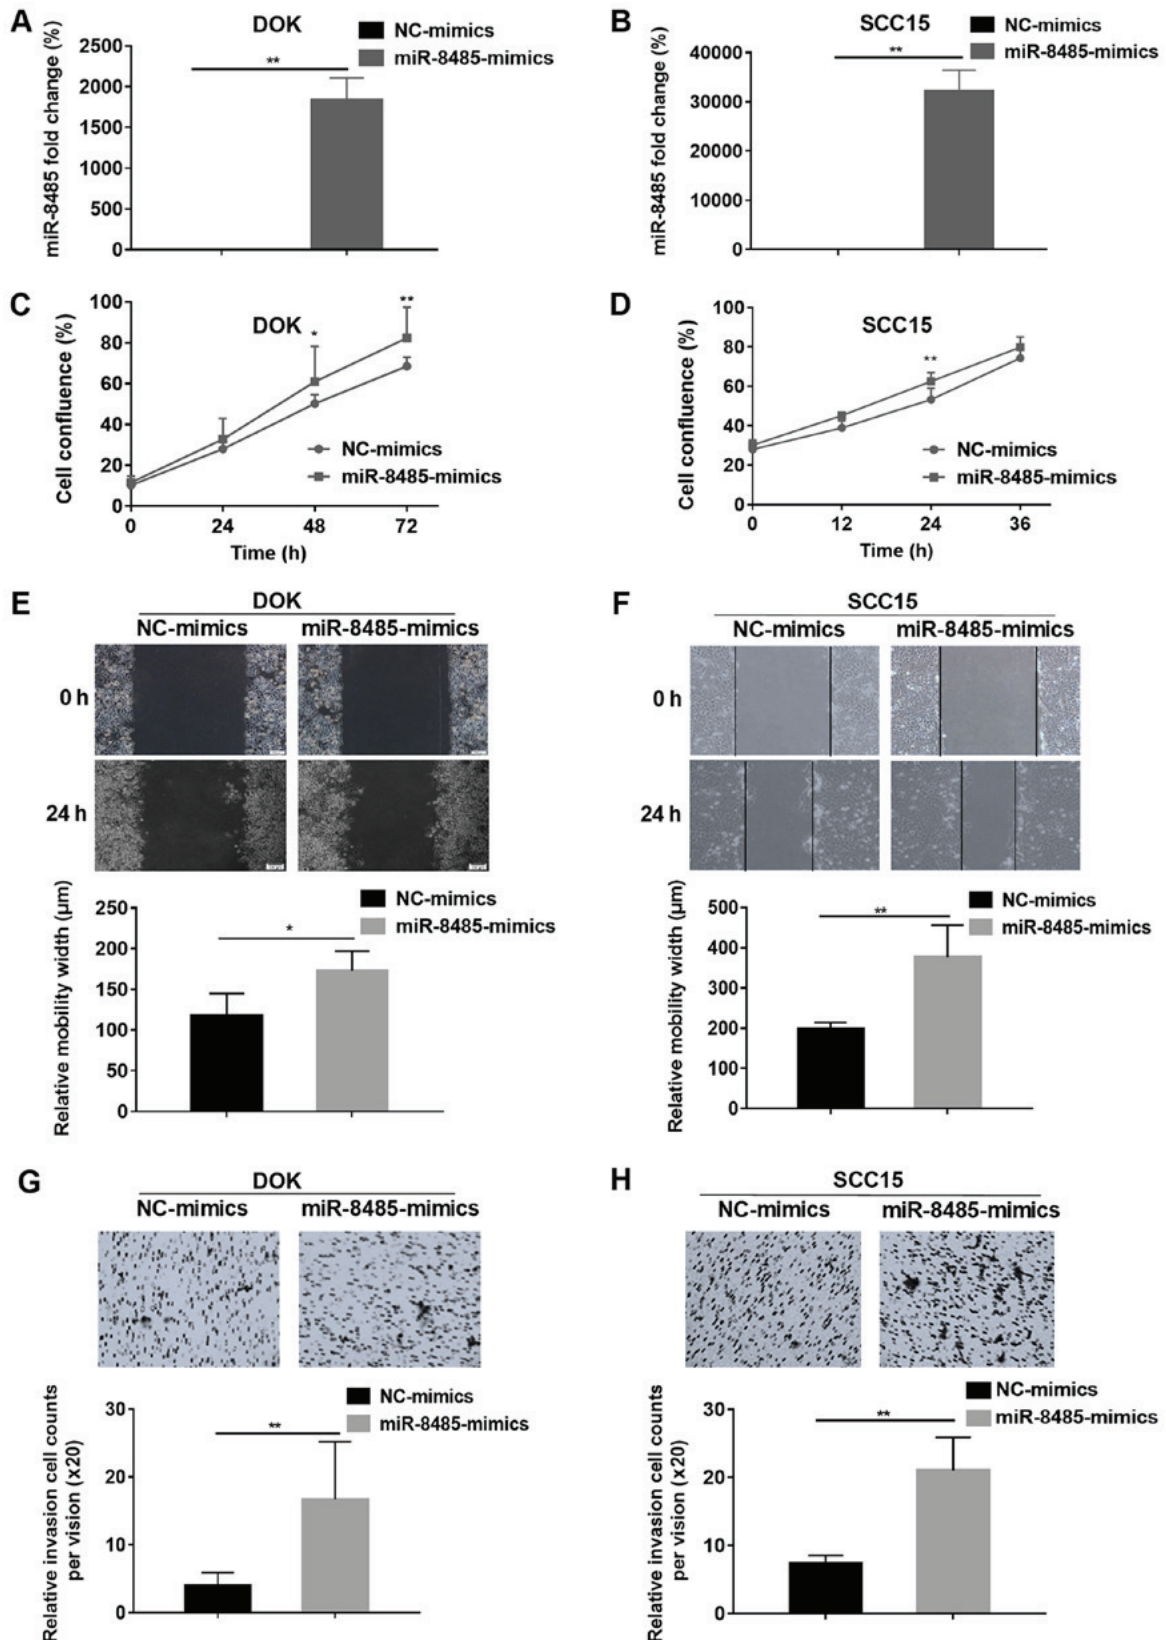 A
DOK
NC-mimics
miR-8485-mimics
miR-8485 fold change (%)
2500
2000
1500
1000
500
0
**
B
SCC15
NC-mimics
miR-8485-mimics
miR-8485 fold change (%)
40000
30000
20000
10000
0
**
C
DOK
Cell confluence (%)
100
80
60
40
20
0
*
**
NC-mimics
miR-8485-mimics
0 24 48 72
Time (h)
D
SCC15
Cell confluence (%)
100
80
60
40
20
0
**
NC-mimics
miR-8485-mimics
0 12 24 36
Time (h)
E
DOK
NC-mimics miR-8485-mimics
0 h
24 h
NC-mimics
miR-8485-mimics
Relative mobility width (μm)
250
200
150
100
50
0
*
F
SCC15
NC-mimics miR-8485-mimics
0 h
24 h
NC-mimics
miR-8485-mimics
Relative mobility width (μm)
500
400
300
200
100
0
**
G
DOK
NC-mimics miR-8485-mimics
NC-mimics
miR-8485-mimics
Relative invasion cell counts
per vision (x20)
30
20
10
0
**
H
SCC15
NC-mimics miR-8485-mimics
NC-mimics
miR-8485-mimics
Relative invasion cell counts
per vision (x20)
30
20
10
0
**